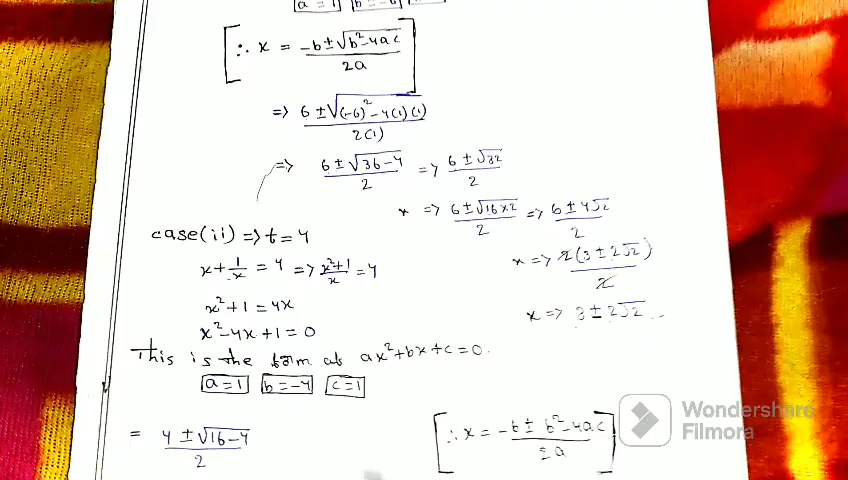 a = 1 b = -6
∴ x = -b ± √b² - 4ac / 2a
=> 6 ± √(-6)² - 4(1)(1) / 2(1)
=> 6 ± √36 - 4 / 2 => 6 ± √32 / 2
x => 6 ± √16×2 / 2 => 6 ± 4√2 / 2
x => 2(3 ± 2√2) / 2
x => 3 ± 2√2
case(ii) => t = 4
x + 1/x = 4 => x²+1 / x = 4
x² + 1 = 4x
x² - 4x + 1 = 0
This is the form ax² + bx + c = 0.
a = 1 b = -4 c = 1
= 4 ± √16 - 4 / 2
∴ x = -b ± b² - 4ac / 2a
Wondershare
Filmora